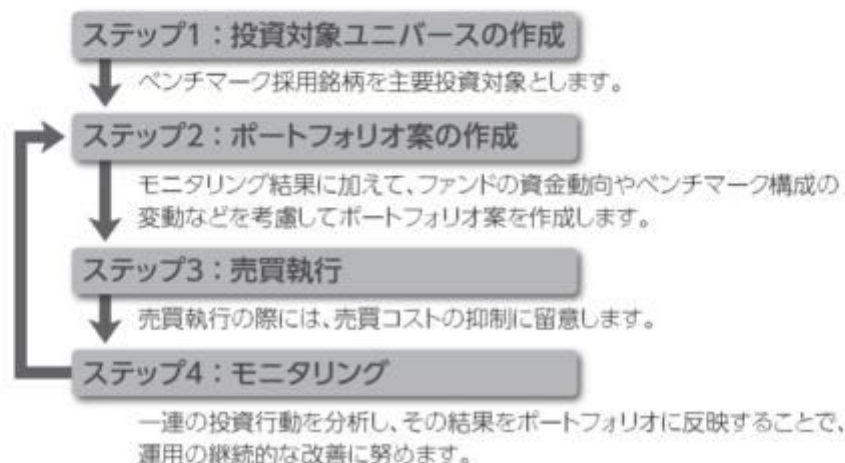 ステップ1：投資対象ユニバースの作成
ベンチマーク採用銘柄を主要投資対象とします。
ステップ2：ポートフォリオ案の作成
モニタリング結果に加えて、ファンドの資金動向やベンチマーク構成の
変動などを考慮してポートフォリオ案を作成します。
ステップ3：売買執行
売買執行の際には、売買コストの抑制に留意します。
ステップ4：モニタリング
一連の投資行動を分析し、その結果をポートフォリオに反映することで、
運用の継続的な改善に努めます。